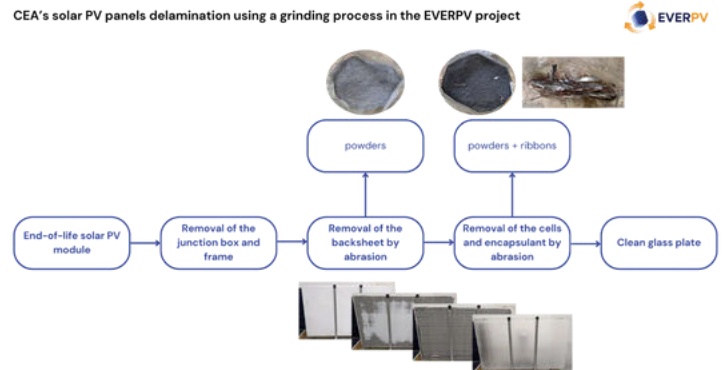 CEA's solar PV panels delamination using a grinding process in the EVERPV project
EVERPV
powders
powders + ribbons
End-of-life solar PV
module
Removal of the
junction box and
frame
Removal of the
backsheet by
abrasion
Removal of the cells
and encapsulant by
abrasion
Clean glass plate